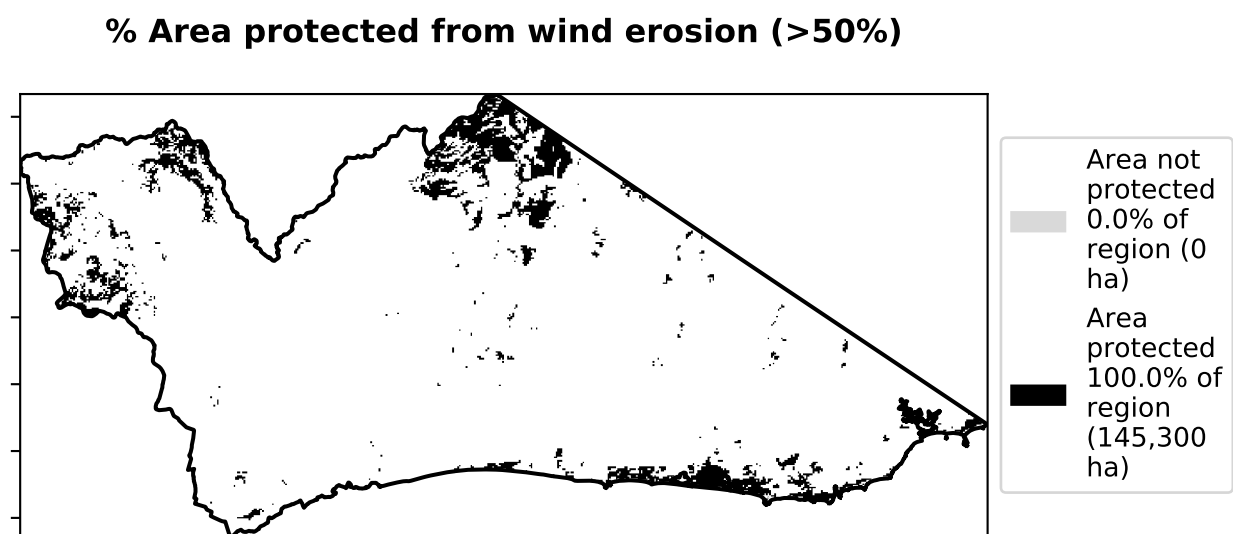 % Area protected from wind erosion (>50%)
Area not
protected
0.0% of
region (0
ha)
Area
protected
100.0% of
region
(145,300
ha)